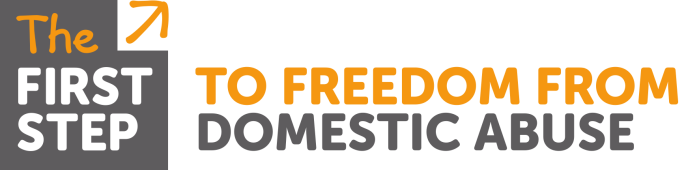 The
FIRST
STEP
TO FREEDOM FROM
DOMESTIC ABUSE